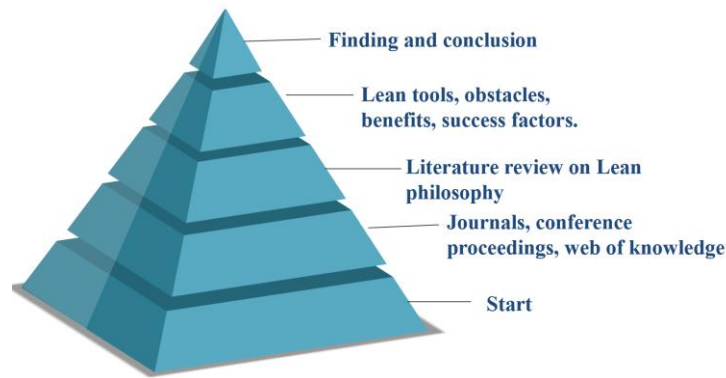 Finding and conclusion
Lean tools, obstacles,
benefits, success factors.
Literature review on Lean
philosophy
Journals, conference
proceedings, web of knowledge
Start